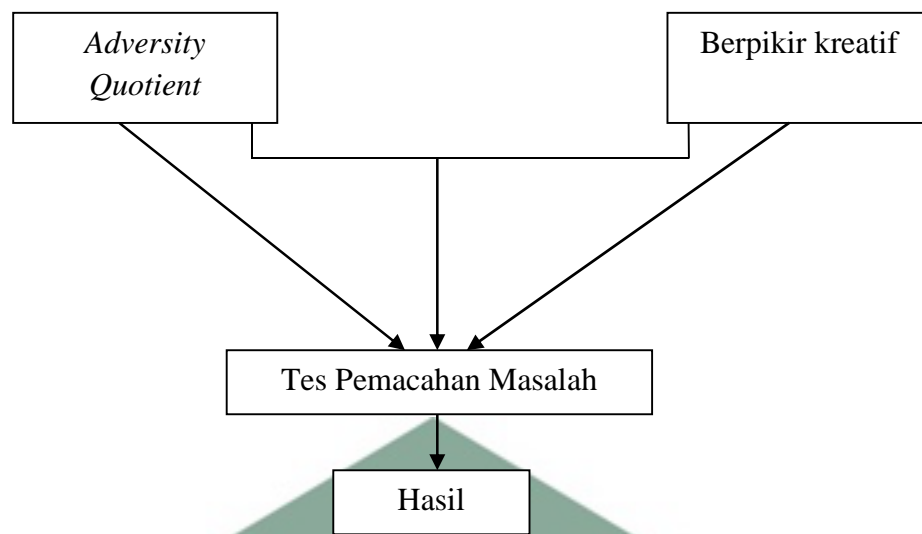 Adversity
Quotient
Berpikir kreatif
Tes Pemacahan Masalah
Hasil